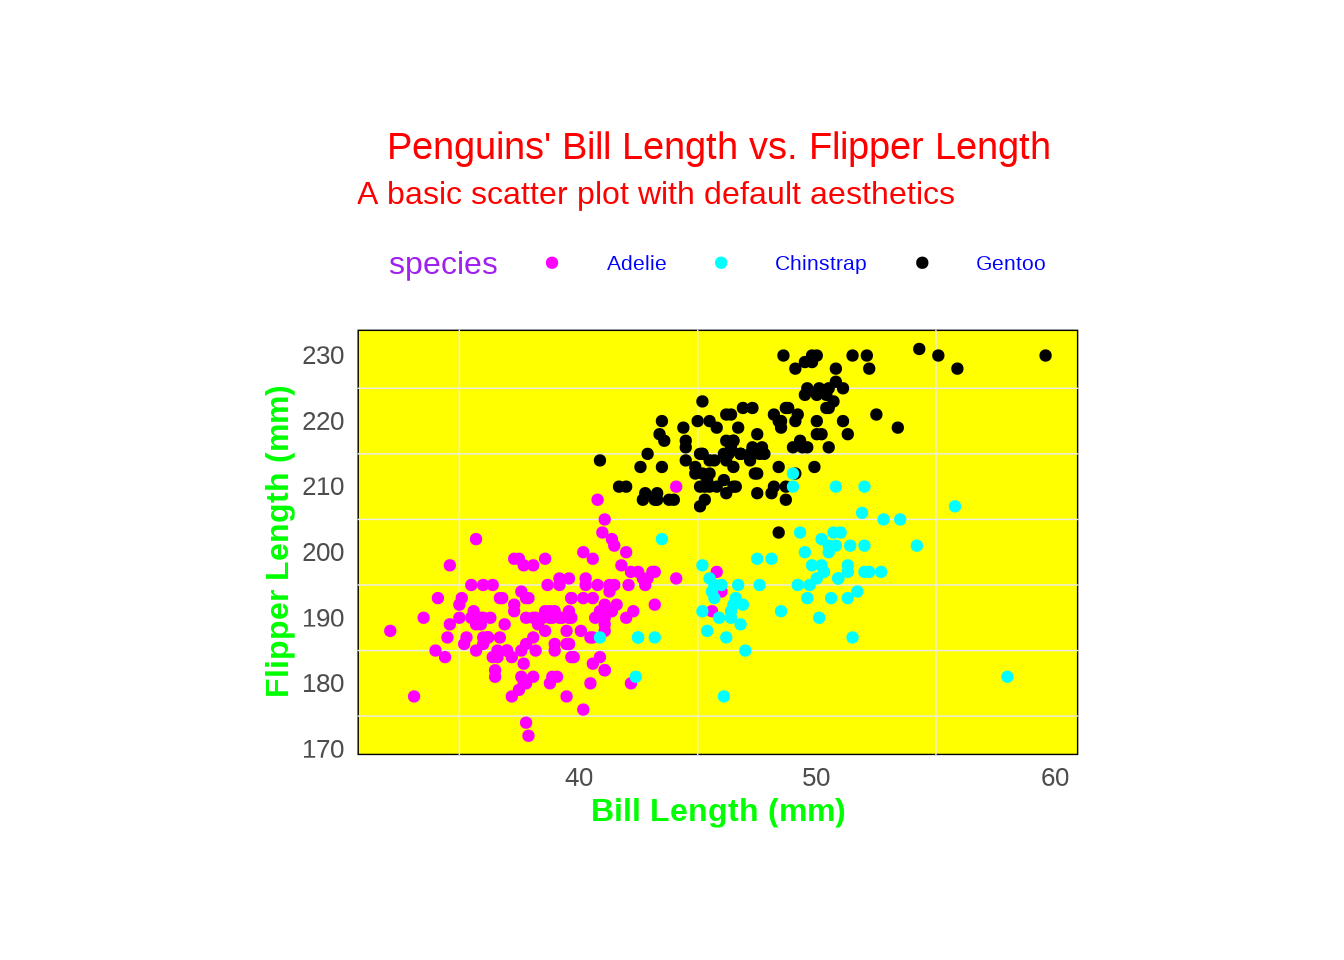 Penguins' Bill Length vs. Flipper Length
A basic scatter plot with default aesthetics
species Adelie Chinstrap Gentoo
230
220
210
200
190
180
170
Flipper Length (mm)
40 50 60
Bill Length (mm)